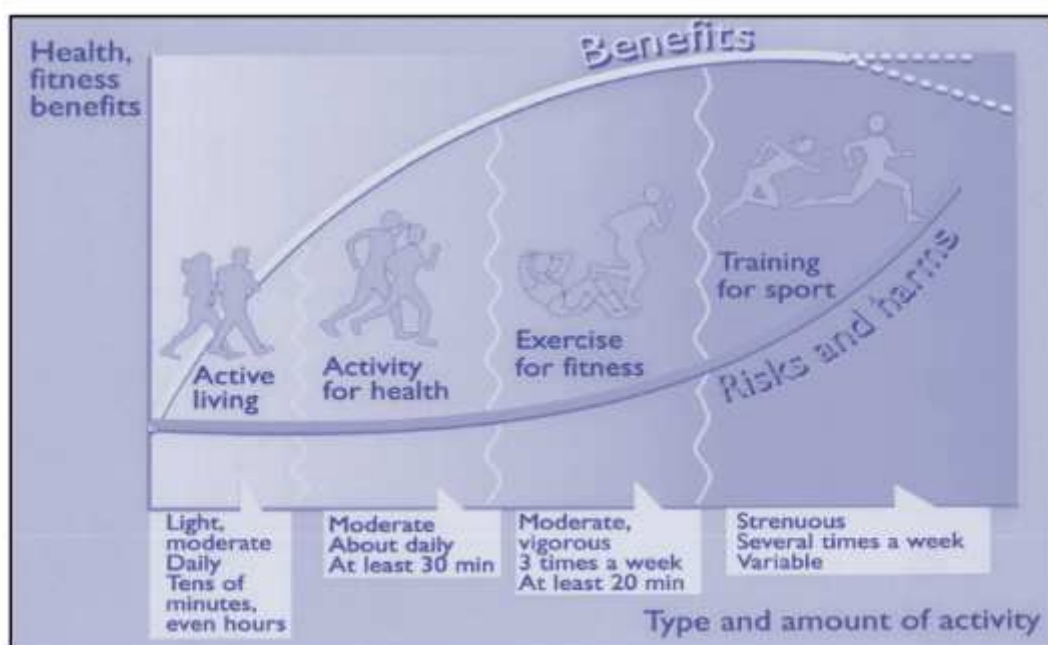 Health,
fitness
benefits
Benefits
Active
living
Activity
for health
Exercise
for fitness
Training
for sport
Risks and harms
Light,
moderate
Daily
Tens of
minutes,
even hours
Moderate
About daily
At least 30 min
Moderate,
vigorous
3 times a week
At least 20 min
Strenuous
Several times a week
Variable
Type and amount of activity